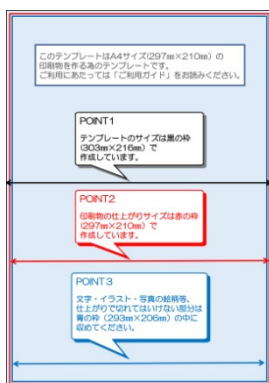 このテンプレートはA4サイズ(297㎜×210㎜)の
印刷物を作る為のテンプレートです。
ご利用にあたっては「ご利用ガイド」をお読みください。
POINT1
テンプレートのサイズは黒の枠
(303㎜×216㎜)で
作成しています。
POINT2
印刷物の仕上がりサイズは赤の枠
(297㎜×210㎜)で
作成しています。
POINT3
文字・イラスト・写真の絵柄等、
仕上がりで切れてはいけない部分は
青の枠(293㎜×206㎜)の中に
収めてください。